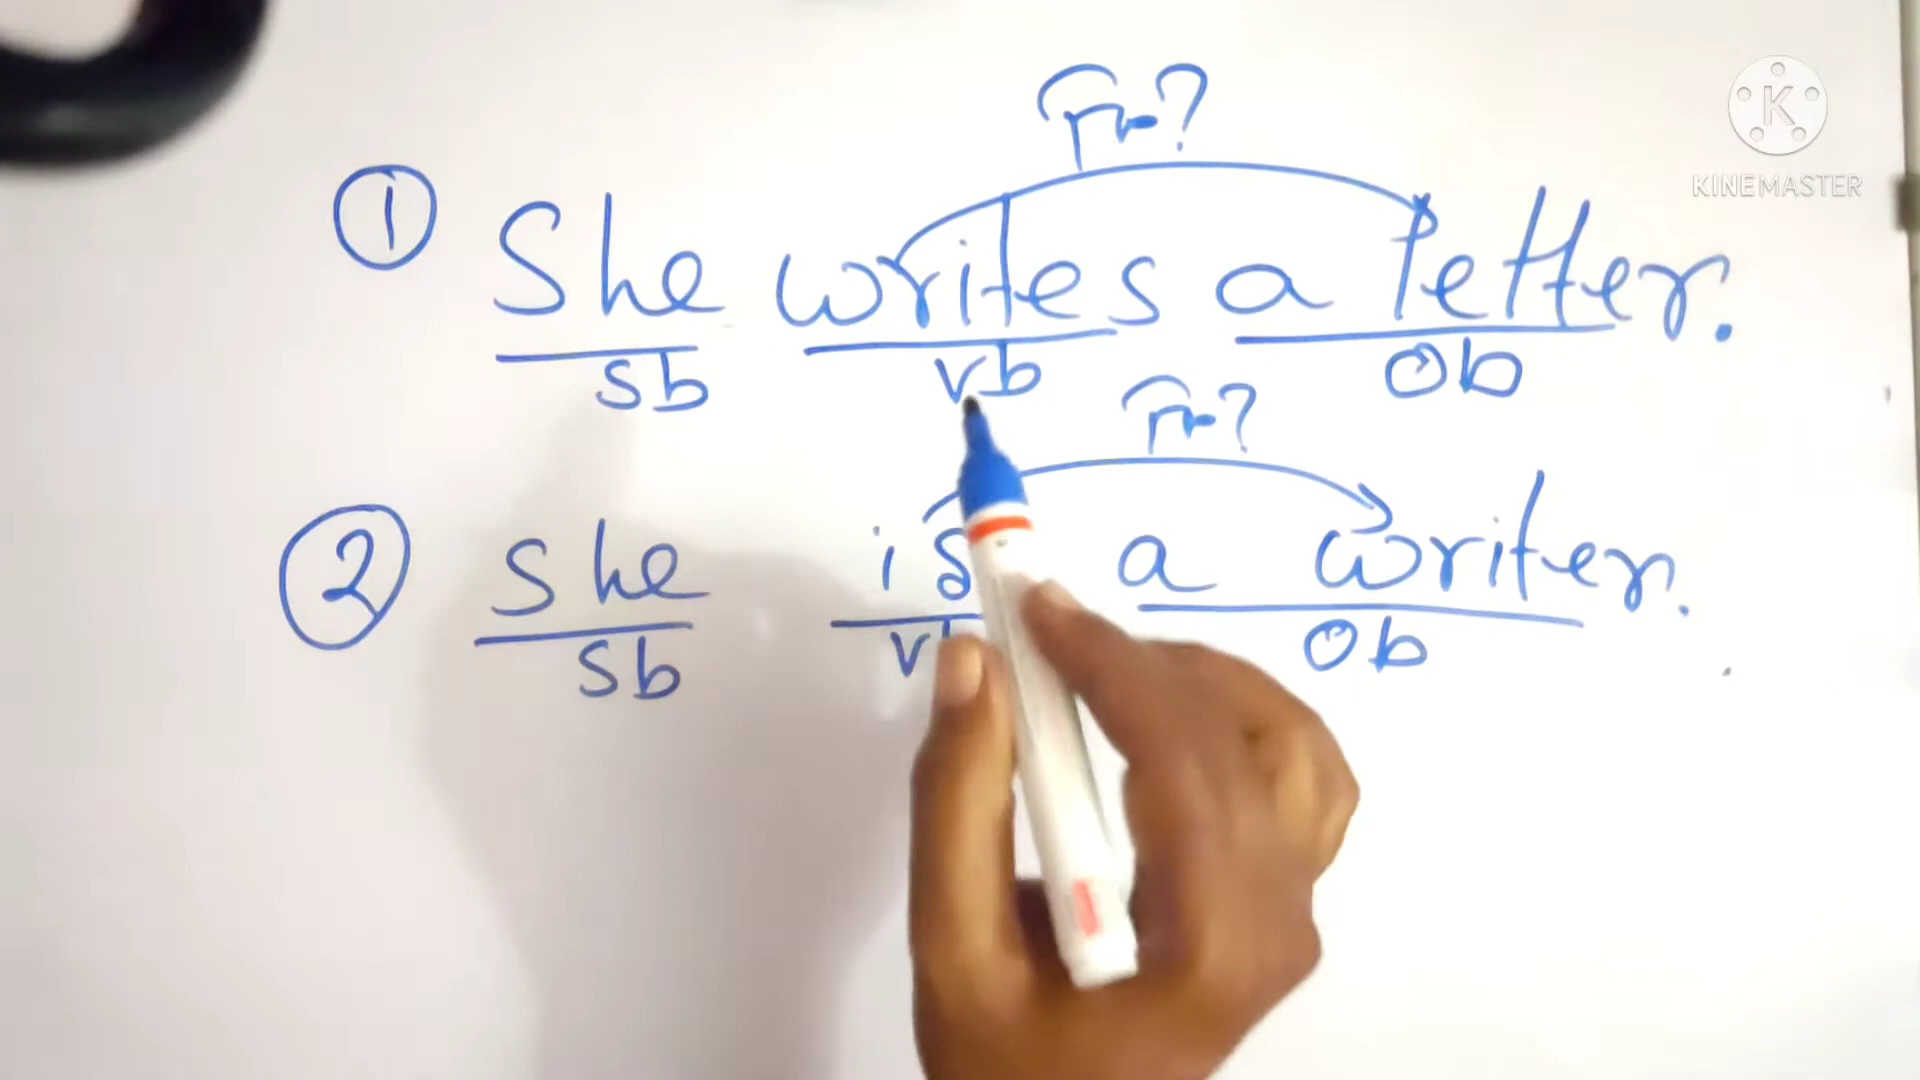 KINEMASTER
① She writes a letter.
sb vb ob
② She is a writer.
sb ob